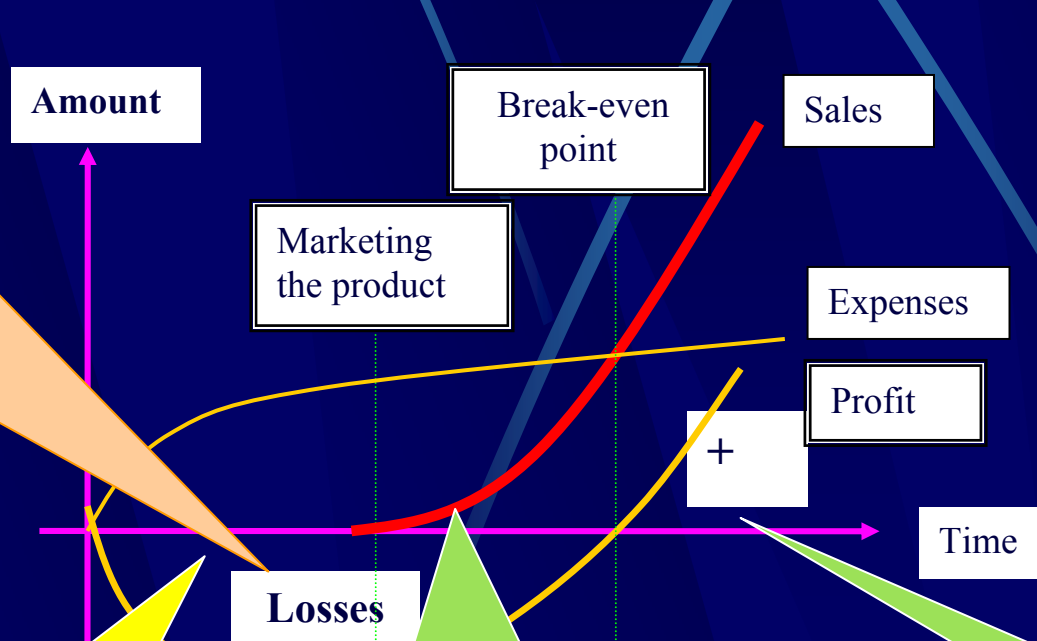 Amount
Break-even
point
Sales
Marketing
the product
Expenses
Profit
+
Time
Losses